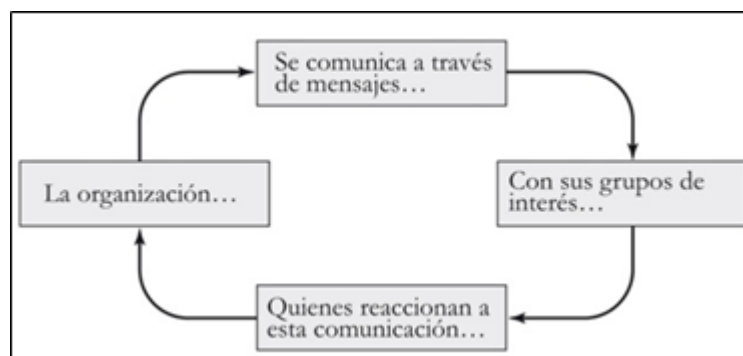 Se comunica a través
de mensajes…
La organización…
Con sus grupos de
interés…
Quienes reaccionan a
esta comunicación…